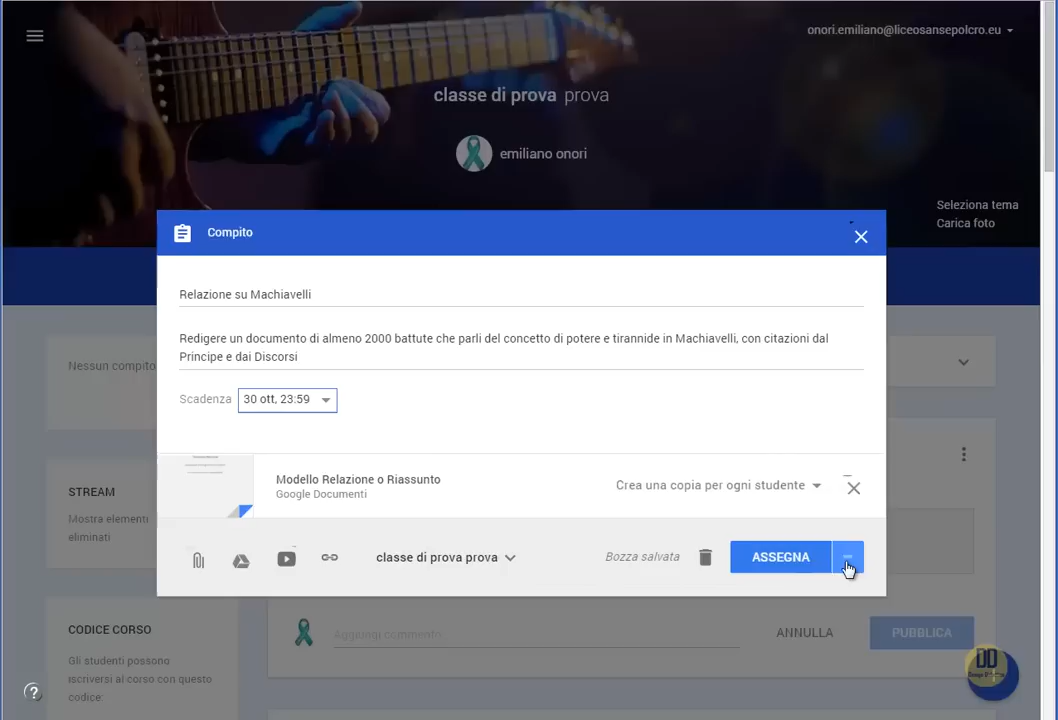 onori.emiliano@liceosansepolcro.eu
classe di prova prova
emiliano onori
Seleziona tema
Carica foto
Compito
Relazione su Machiavelli
Redigere un documento di almeno 2000 battute che parli del concetto di potere e tirannide in Machiavelli, con citazioni dal
Principe e dai Discorsi
Scadenza 30 ott, 23:59
Nessun compito
Modello Relazione o Riassunto
Google Documenti
Crea una copia per ogni studente
STREAM
Mostra elementi
eliminati
classe di prova prova
Bozza salvata
ASSEGNA
CODICE CORSO
Gli studenti possono
iscriversi al corso con questo
codice:
Aggiungi commento
ANNULLA
PUBBLICA
?